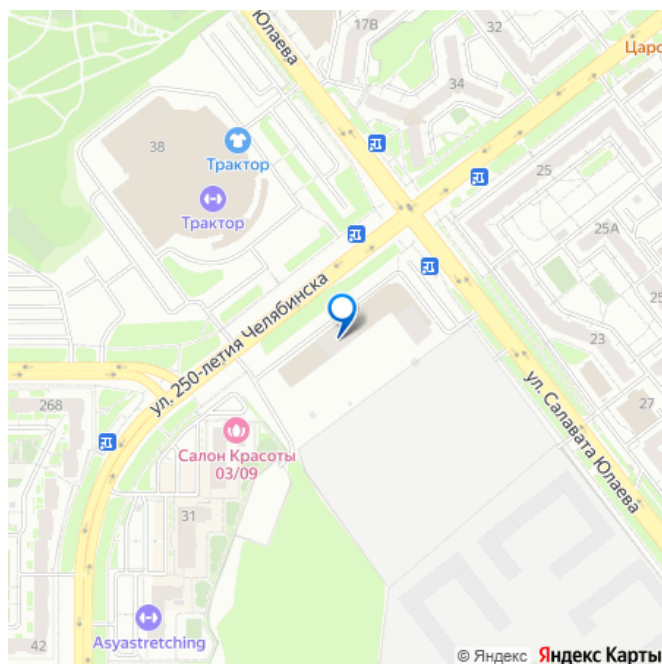 Юлаева
17В
32
Царс
34
38
Трактор
Трактор
25
25А
25
ул. 250-летия Челябинска
23
27
ул. Салавата Юлаева
268
Салон Красоты
03/09
31
Asyastretching
42
© Яндекс Яндекс Карты